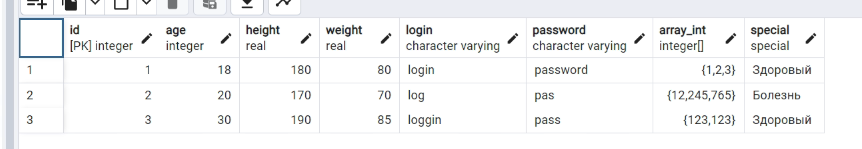 id age height weight login password array_int special
[PK] integer integer real real character varying character varying integer[] special
1 1 18 180 80 login password {1,2,3} Здоровый
2 2 20 170 70 log pas {12,245,765} Болезнь
3 3 30 190 85 loggin pass {123,123} Здоровый